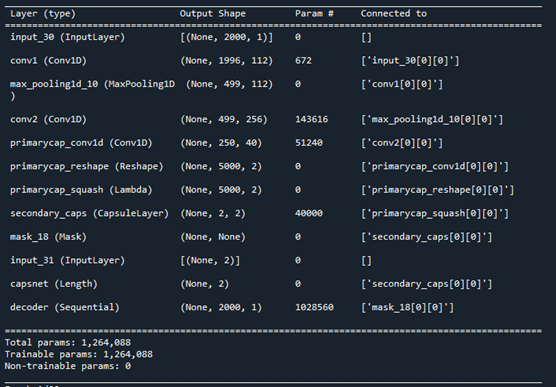 Layer (type) Output Shape Param # Connected to
input_30 (InputLayer) [(None, 2000, 1)] 0 []
conv1 (Conv1D) (None, 1996, 112) 672 ['input_30[0][0]']
max_pooling1d_10 (MaxPooling1D (None, 499, 112) 0 ['conv1[0][0]']
)
conv2 (Conv1D) (None, 499, 256) 143616 ['max_pooling1d_10[0][0]']
primarycap_conv1d (Conv1D) (None, 250, 40) 51240 ['conv2[0][0]']
primarycap_reshape (Reshape) (None, 5000, 2) 0 ['primarycap_conv1d[0][0]']
primarycap_squash (Lambda) (None, 5000, 2) 0 ['primarycap_reshape[0][0]']
secondary_caps (CapsuleLayer) (None, 2, 2) 40000 ['primarycap_squash[0][0]']
mask_18 (Mask) (None, None) 0 ['secondary_caps[0][0]']
input_31 (InputLayer) [(None, 2)] 0 []
capsnet (Length) (None, 2) 0 ['secondary_caps[0][0]']
decoder (Sequential) (None, 2000, 1) 1028560 ['mask_18[0][0]']
Total params: 1,264,088
Trainable params: 1,264,088
Non-trainable params: 0